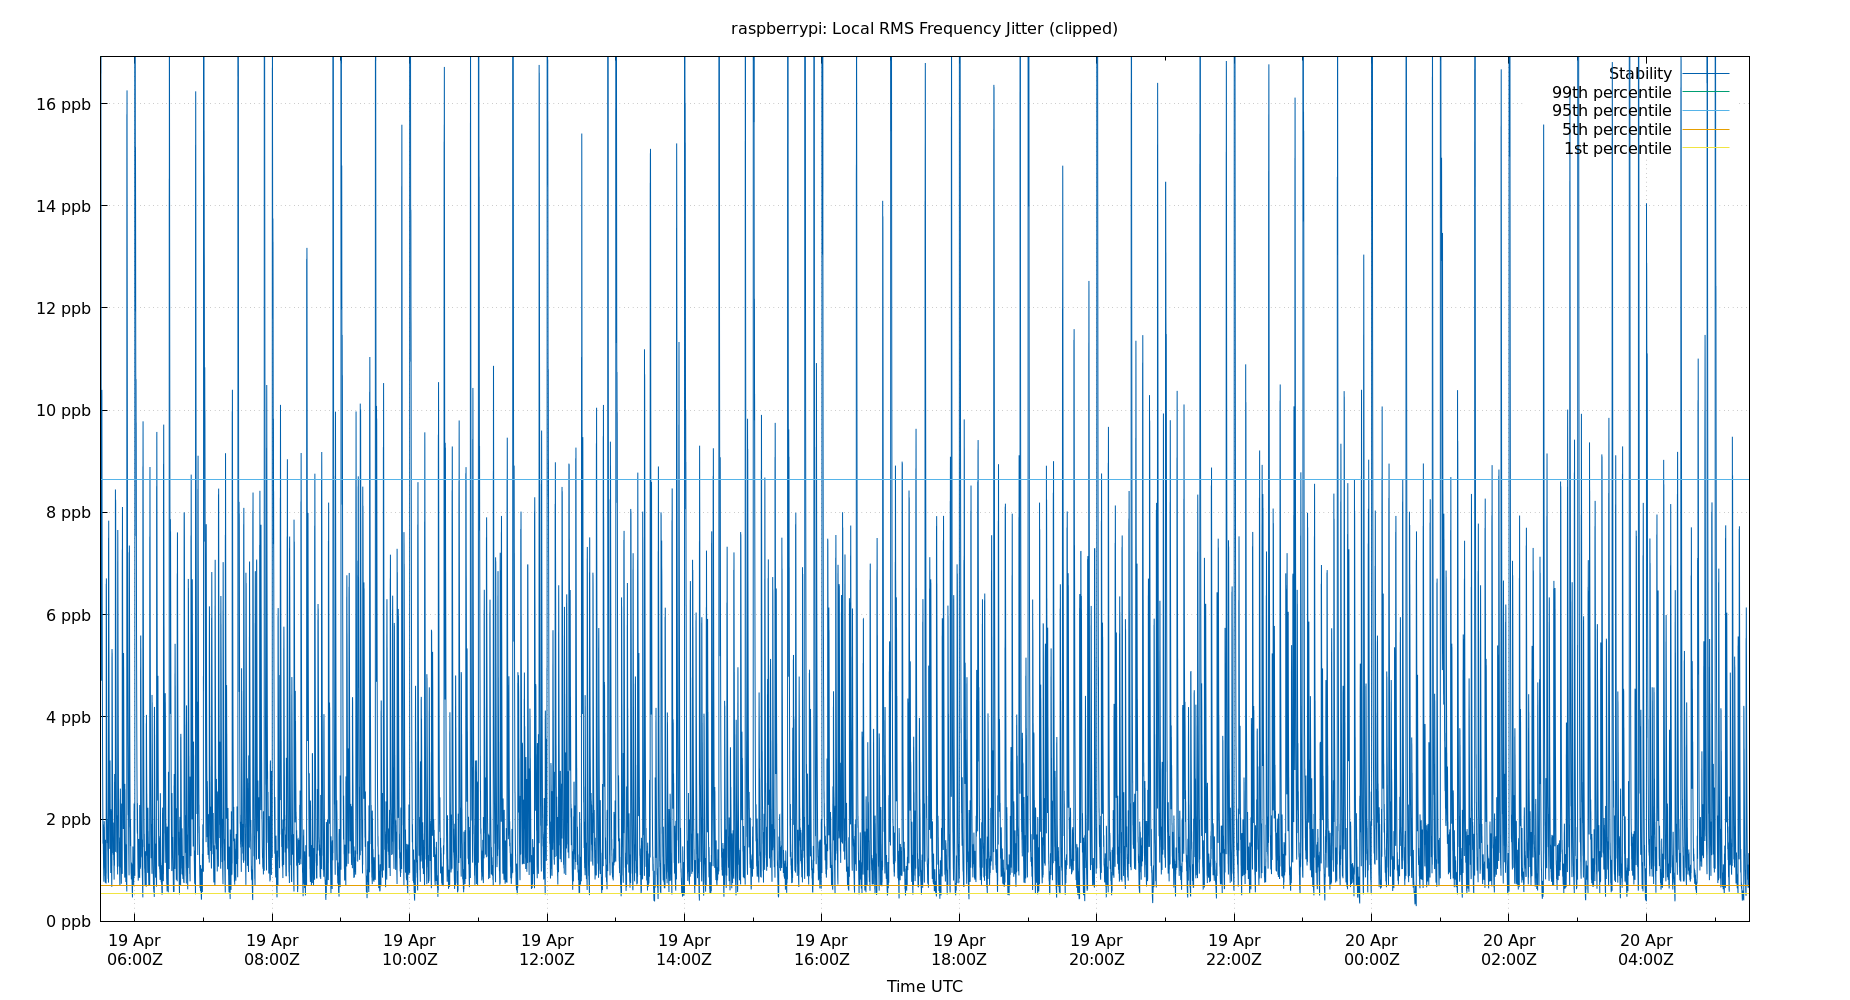 raspberrypi: Local RMS Frequency Jitter (clipped)
Stability
99th percentile
95th percentile
5th percentile
1st percentile
16 ppb
14 ppb
12 ppb
10 ppb
8 ppb
6 ppb
4 ppb
2 ppb
0 ppb
19 Apr 19 Apr 19 Apr 19 Apr 19 Apr 19 Apr 19 Apr 19 Apr 19 Apr 20 Apr 20 Apr 20 Apr
06:00Z 08:00Z 10:00Z 12:00Z 14:00Z 16:00Z 18:00Z 20:00Z 22:00Z 00:00Z 02:00Z 04:00Z
Time UTC